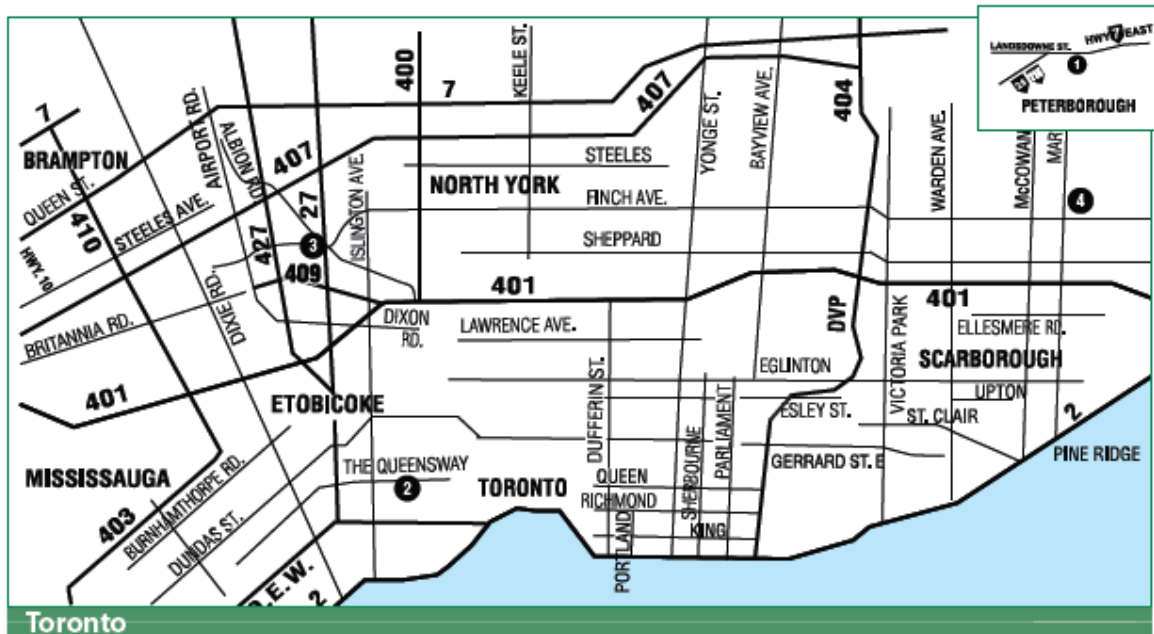 LANDSDOWNE ST.
HWY 7 EAST
1
PETERBOROUGH
7
BRAMPTON
QUEEN ST.
410
HWY. 10
STEELES AVE.
AIRPORT RD.
ALBION RD
407
27
427
3
409
ISLINGTON AVE.
400
7
KEELE ST.
407
STEELES
NORTH YORK
FINCH AVE.
SHEPPARD
YONGE ST.
BAYVIEW AVE.
404
WARDEN AVE.
McCOWAN
MAR
4
BRITANNIA RD.
DIXIE RD.
401
DIXON
RD.
401
LAWRENCE AVE.
DVP
401
ELLESMERE RD.
VICTORIA PARK
SCARBOROUGH
EGLINTON
UPTON
ETOBICOKE
DUFFERIN ST.
PARLIAMENT
SHERBOURNE
ESLEY ST.
ST. CLAIR
2
PINE RIDGE
GERRARD ST. E
MISSISSAUGA
403
BURNHAMTHORPE RD.
DUNDAS ST.
THE QUEENSWAY
2
TORONTO
QUEEN
RICHMOND
KING
PORTLAND
.E.W.
2
Toronto